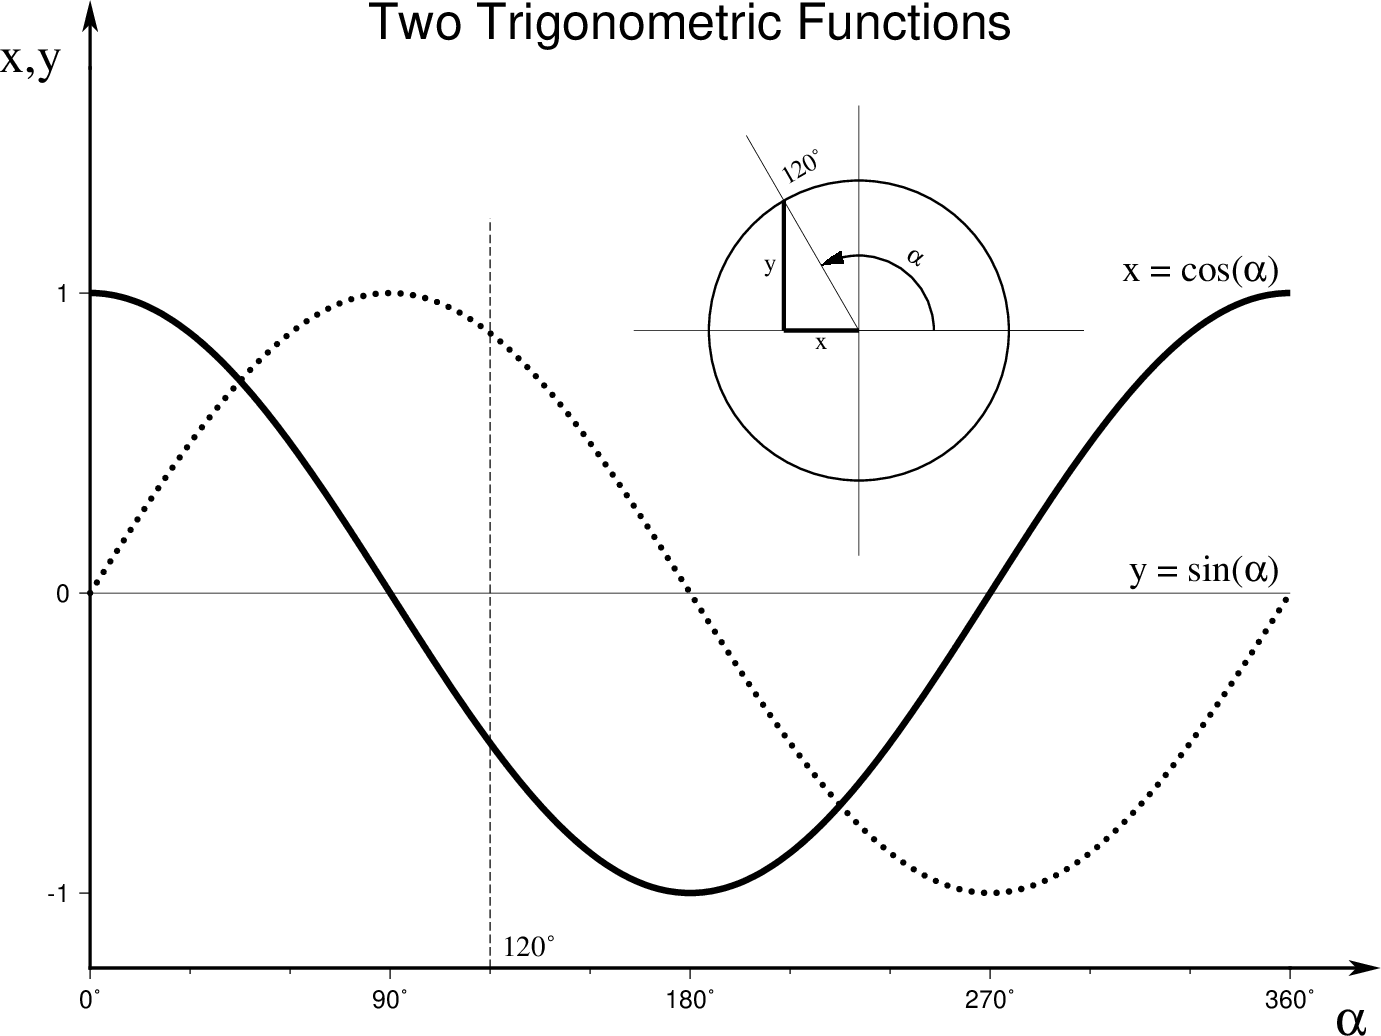 Two Trigonometric Functions
x,y
120°
α
y
x
x = cos(α)
1
y = sin(α)
0
-1
120°
0° 90° 180° 270° 360°
α